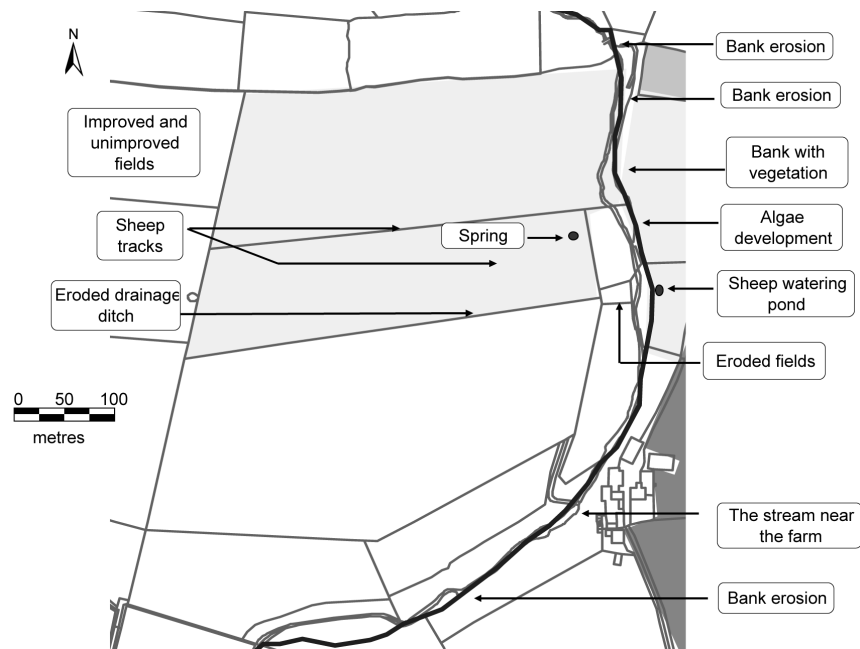 N
Bank erosion
Bank erosion
Improved and
unimproved
fields
Bank with
vegetation
Sheep
tracks
Spring
Algae
development
Eroded drainage
ditch
Sheep watering
pond
Eroded fields
0 50 100
metres
The stream near
the farm
Bank erosion